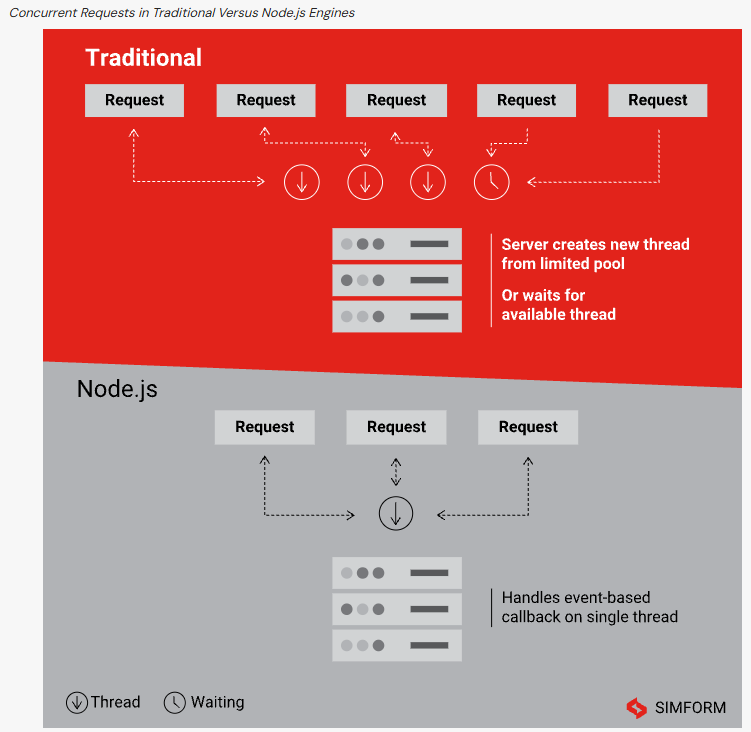 Concurrent Requests in Traditional Versus Node.js Engines
Traditional
Request
Request
Request
Request
Request
Server creates new thread
from limited pool
Or waits for
available thread
Node.js
Request
Request
Request
Handles event-based
callback on single thread
Thread
Waiting
SIMFORM